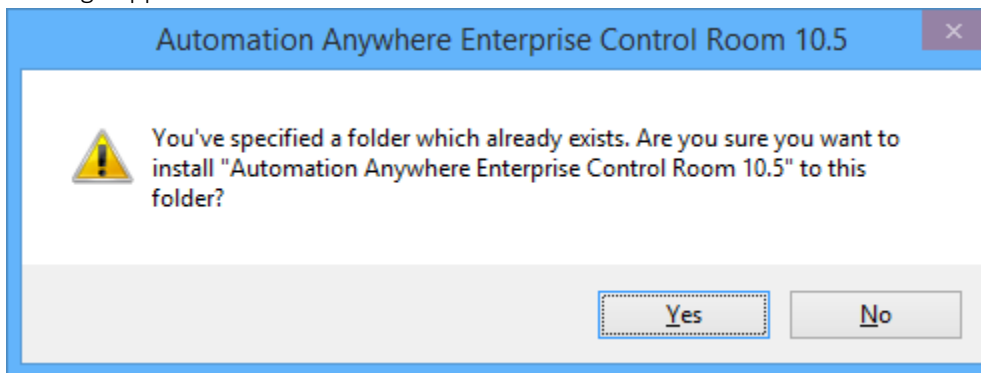 Automation Anywhere Enterprise Control Room 10.5
You've specified a folder which already exists. Are you sure you want to
install "Automation Anywhere Enterprise Control Room 10.5" to this
folder?
Yes
No